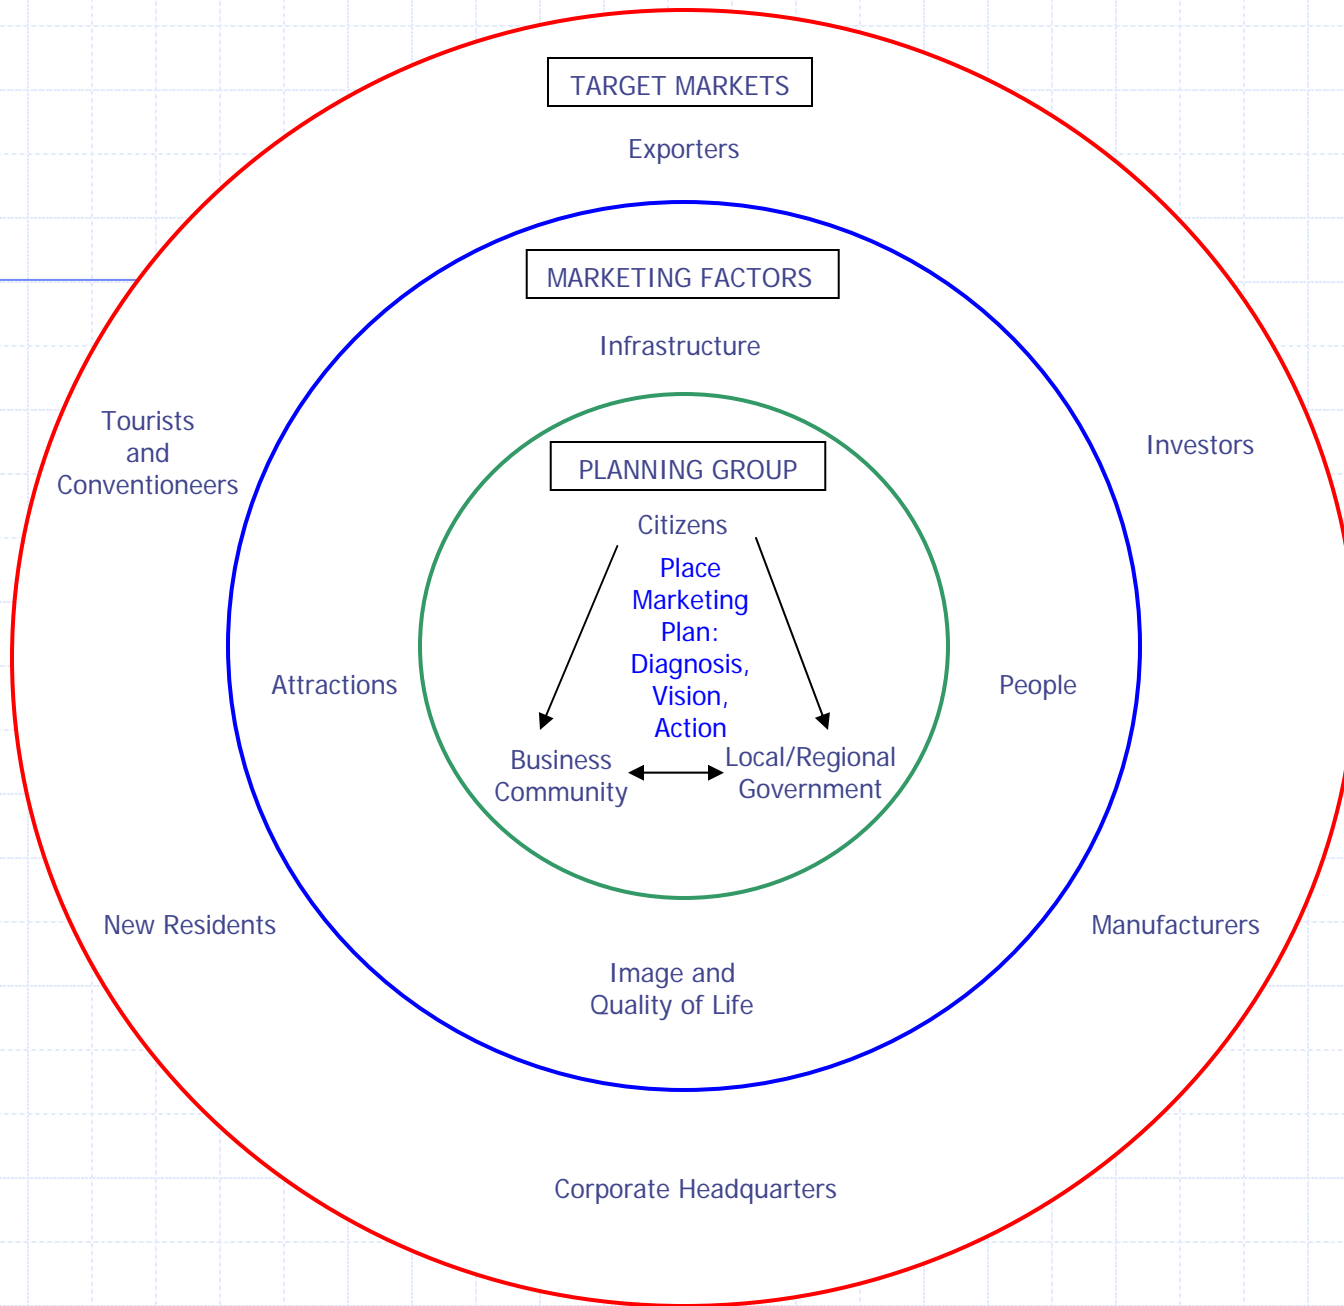 TARGET MARKETS
Exporters
MARKETING FACTORS
Infrastructure
Tourists
and
Conventioneers
Investors
PLANNING GROUP
Citizens
Place
Marketing
Plan:
Diagnosis,
Vision,
Action
Attractions
People
Business
Community
Local/Regional
Government
New Residents
Manufacturers
Image and
Quality of Life
Corporate Headquarters